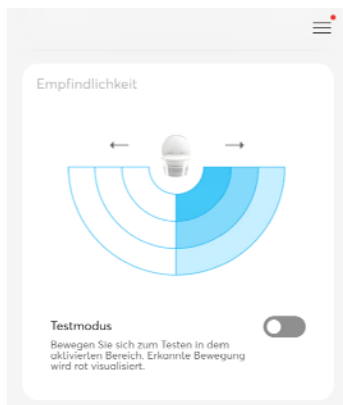 Empfindlichkeit
Testmodus
Bewegen Sie sich zum Testen in dem
aktivierten Bereich. Erkannte Bewegung
wird rot visualisiert.